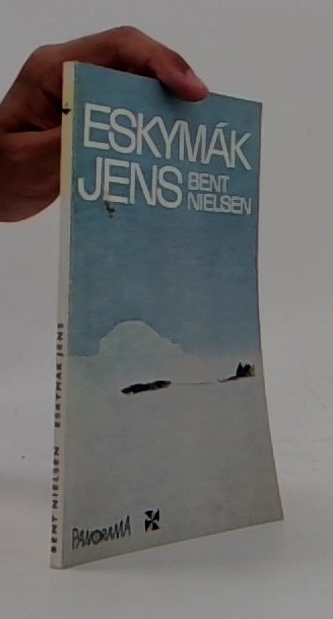 ESKYMÁK
JENS BENT
NIELSEN
PANORAMA
BENT NIELSEN ESKYMÁK JENS